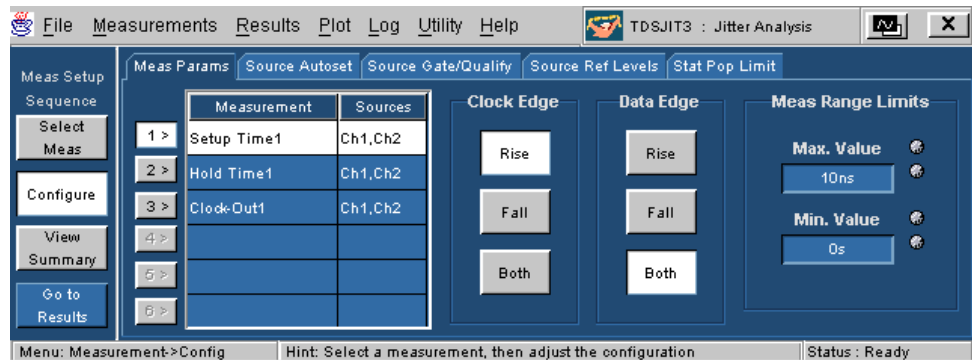 File Measurements Results Plot Log Utility Help
TDSJIT3 : Jitter Analysis
X
Meas Setup
Sequence
Select
Meas
Configure
View
Summary
Go to
Results
Meas Params
Source Autoset
Source Gate/Qualify
Source Ref Levels
Stat Pop Limit
Measurement Sources
1 > Setup Time1 Ch1,Ch2
2 > Hold Time1 Ch1,Ch2
3 > Clock-Out1 Ch1,Ch2
4 >
5 >
6 >
Clock Edge
Rise
Fall
Both
Data Edge
Rise
Fall
Both
Meas Range Limits
Max. Value
10ns
Min. Value
0s
Menu: Measurement->Config
Hint: Select a measurement, then adjust the configuration
Status : Ready